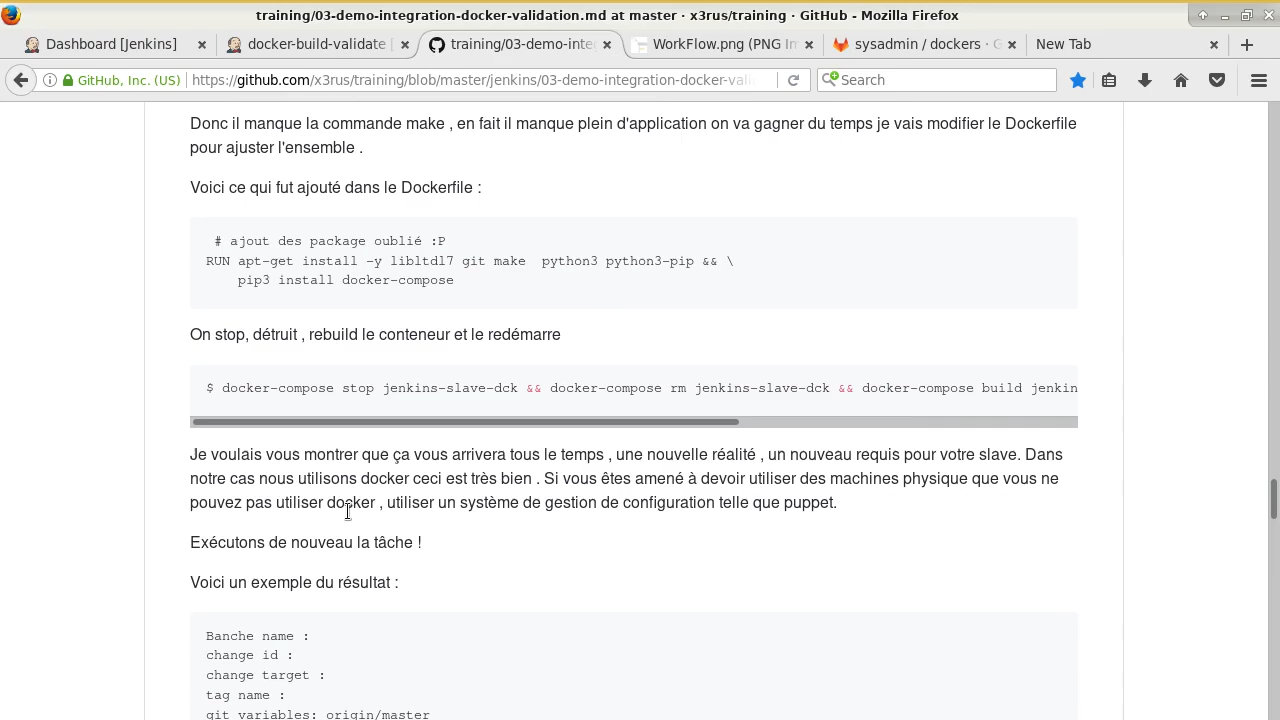 training/03-demo-integration-docker-validation.md at master · x3rus/training · GitHub - Mozilla Firefox
Dashboard [Jenkins]
docker-build-validate [
training/03-demo-inte
WorkFlow.png (PNG In
sysadmin / dockers · G
New Tab
GitHub, Inc. (US)
https://github.com/x3rus/training/blob/master/jenkins/03-demo-integration-docker-vali
Search
Donc il manque la commande make , en fait il manque plein d'application on va gagner du temps je vais modifier le Dockerfile
pour ajuster l'ensemble .
Voici ce qui fut ajouté dans le Dockerfile :
# ajout des package oublié :P
RUN apt-get install -y libltdl7 git make  python3 python3-pip && \
pip3 install docker-compose
On stop, détruit , rebuild le conteneur et le redémarre
$ docker-compose stop jenkins-slave-dck && docker-compose rm jenkins-slave-dck && docker-compose build jenkin
Je voulais vous montrer que ça vous arrivera tous le temps , une nouvelle réalité , un nouveau requis pour votre slave. Dans
notre cas nous utilisons docker ceci est très bien . Si vous êtes amené à devoir utiliser des machines physique que vous ne
pouvez pas utiliser docker , utiliser un système de gestion de configuration telle que puppet.
Exécutons de nouveau la tâche !
Voici un exemple du résultat :
Banche name :
change id :
change target :
tag name :
git variables: origin/master